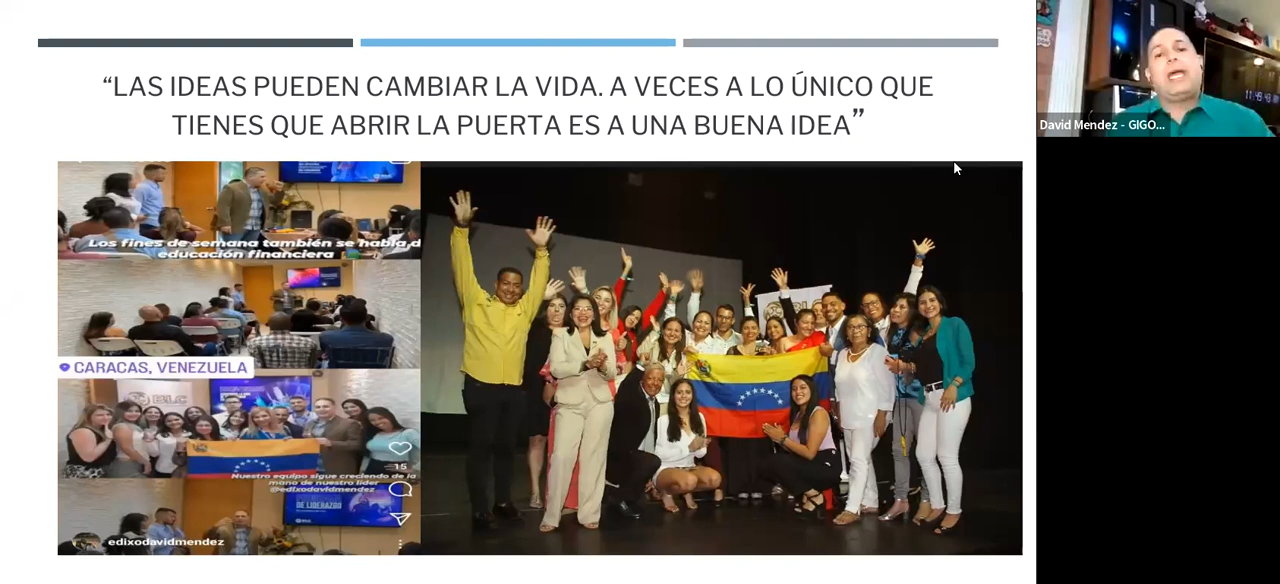 “LAS IDEAS PUEDEN CAMBIAR LA VIDA. A VECES A LO ÚNICO QUE
TIENES QUE ABRIR LA PUERTA ES A UNA BUENA IDEA”
David Mendez - GIGO...
Los fines de semana también se habla d
educación financiera
CARACAS, VENEZUELA
BLC
15
Nuestro equipo sigue creciendo de la
mano de nuestro líder
@edixodavidmendez
DE LIDERAZGO
edixodavidmendez